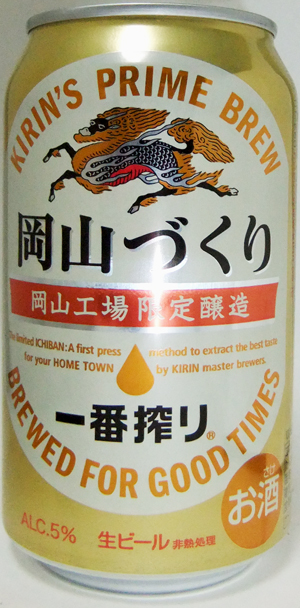 KIRIN'S PRIME BREW
岡山づくり
岡山工場限定醸造
limited ICHIBAN: A first press method to extract the best taste
for your HOME TOWN by KIRIN master brewers.
一番搾り®
BREWED FOR GOOD TIMES
さけ
お酒
ALC.5% 生ビール 非熱処理